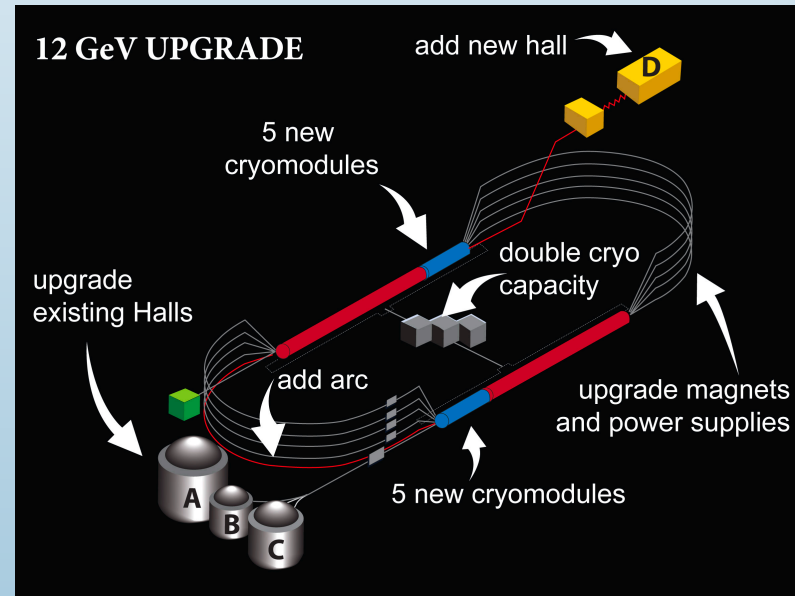 12 GeV UPGRADE
add new hall
D
5 new
cryomodules
double cryo
capacity
upgrade
existing Halls
add arc
upgrade magnets
and power supplies
5 new cryomodules
A
B
C